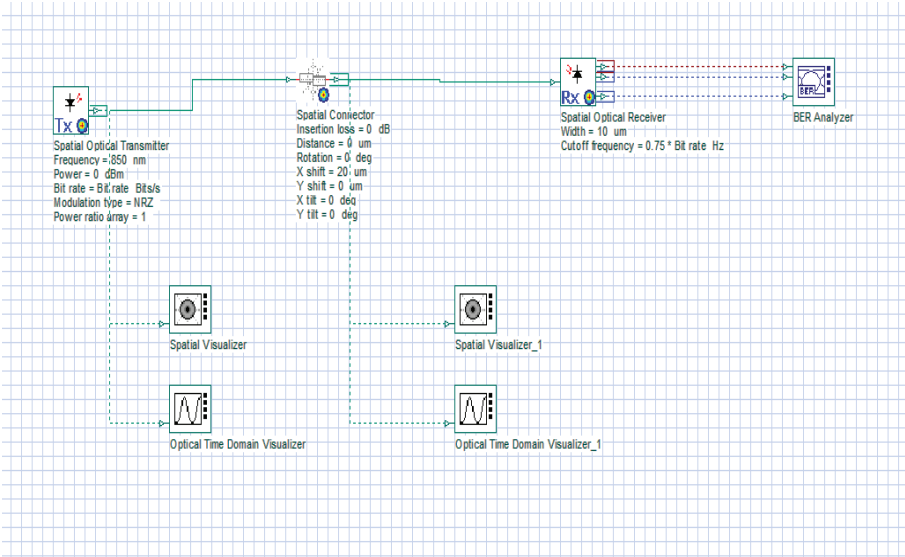 Tx
Spatial Optical Transmitter
Frequency = 850 nm
Power = 0 dBm
Bit rate = Bit rate Bits/s
Modulation type = NRZ
Power ratio array = 1
Spatial Connector
Insertion loss = 0 dB
Distance = 0 um
Rotation = 0 deg
X shift = 20 um
Y shift = 0 um
X tilt = 0 deg
Y tilt = 0 deg
Rx
Spatial Optical Receiver
Width = 10 um
Cutoff frequency = 0.75 * Bit rate Hz
BER
BER Analyzer
Spatial Visualizer
Spatial Visualizer_1
Optical Time Domain Visualizer
Optical Time Domain Visualizer_1